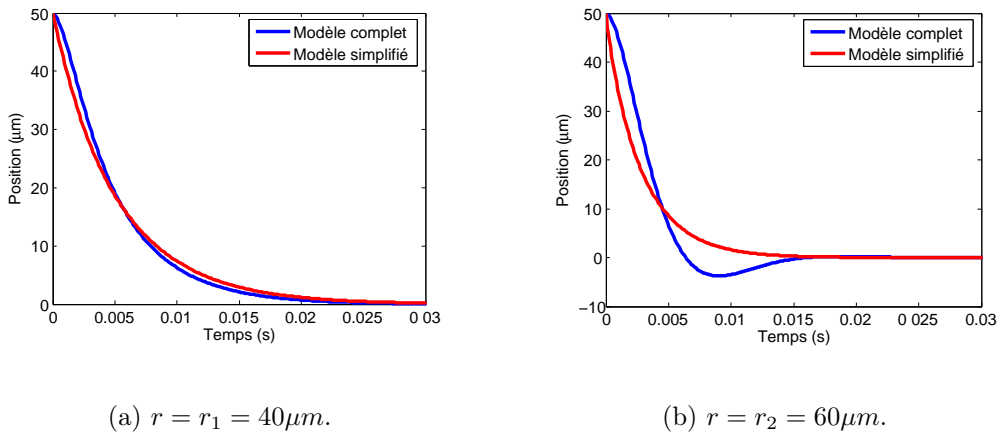 50
40
30
20
10
0
Position (µm)
0 0.005 0.01 0.015 0.02 0.025 0 03
Temps (s)
Modèle complet
Modèle simplifié
(a) r = r₁ = 40µm.
50
40
30
20
10
0
−10
Position (µm)
0 0.005 0.01 0.015 0.02 0 025 0.03
Temps (s)
Modèle complet
Modèle simplifié
(b) r = r₂ = 60µm.